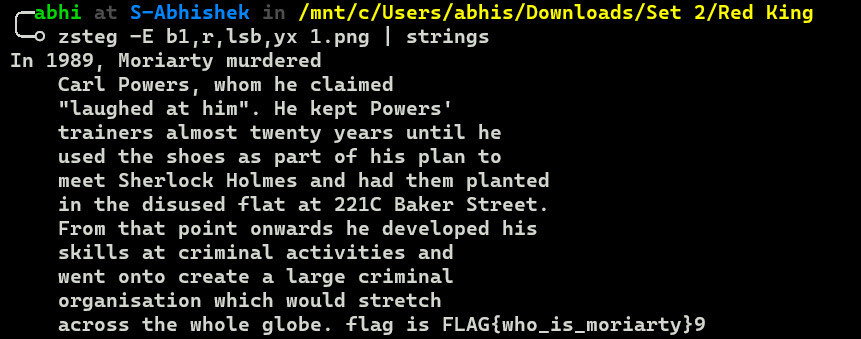 abhi at S-Abhishek in /mnt/c/Users/abhis/Downloads/Set 2/Red King
zsteg -E b1,r,lsb,yx 1.png | strings
In 1989, Moriarty murdered
Carl Powers, whom he claimed
"laughed at him". He kept Powers'
trainers almost twenty years until he
used the shoes as part of his plan to
meet Sherlock Holmes and had them planted
in the disused flat at 221C Baker Street.
From that point onwards he developed his
skills at criminal activities and
went onto create a large criminal
organisation which would stretch
across the whole globe. flag is FLAG{who_is_moriarty}9